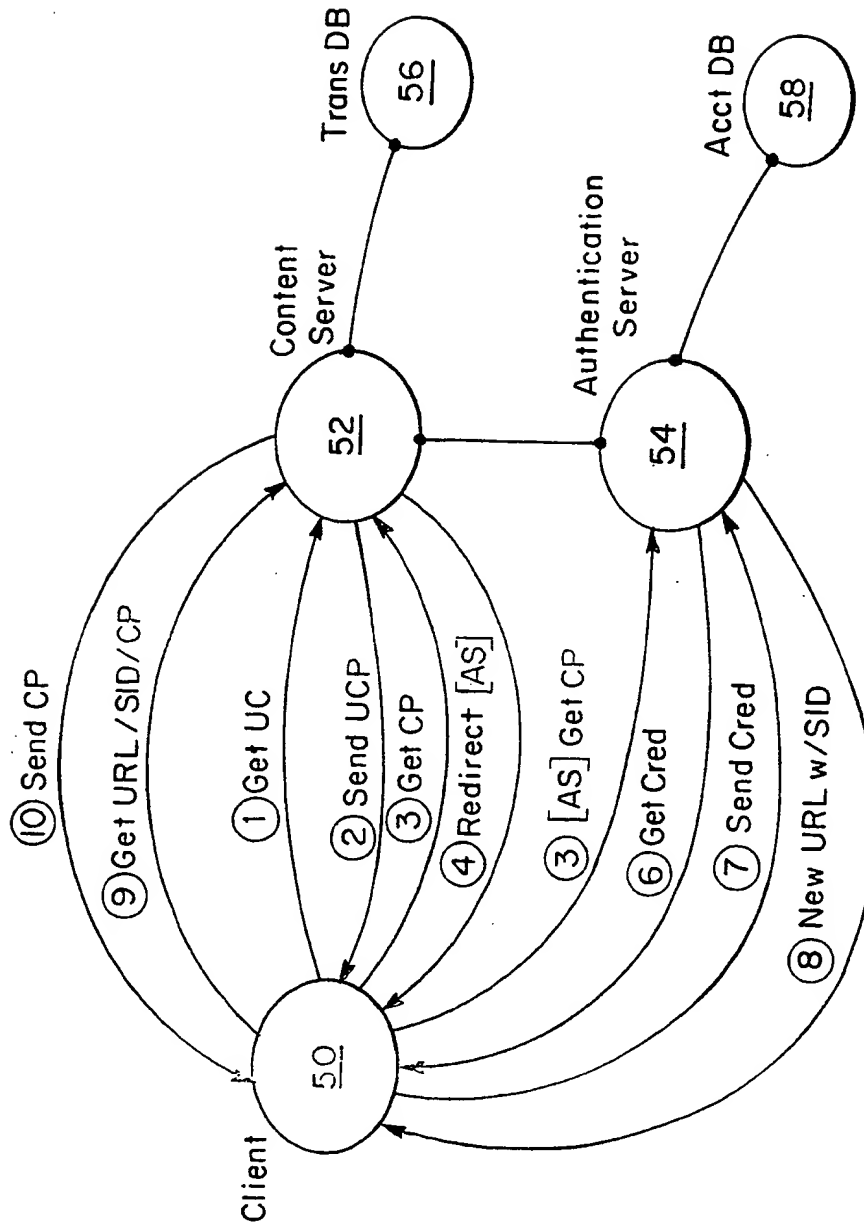 Client
50
⑩ Send CP
⑨ Get URL/SID/CP
① Get UC
② Send UCP
③ Get CP
④ Redirect [AS]
③ [AS] Get CP
⑥ Get Cred
⑦ Send Cred
⑧ New URL w/SID
Content
Server
52
Authentication
Server
54
Trans DB
56
Acct DB
58